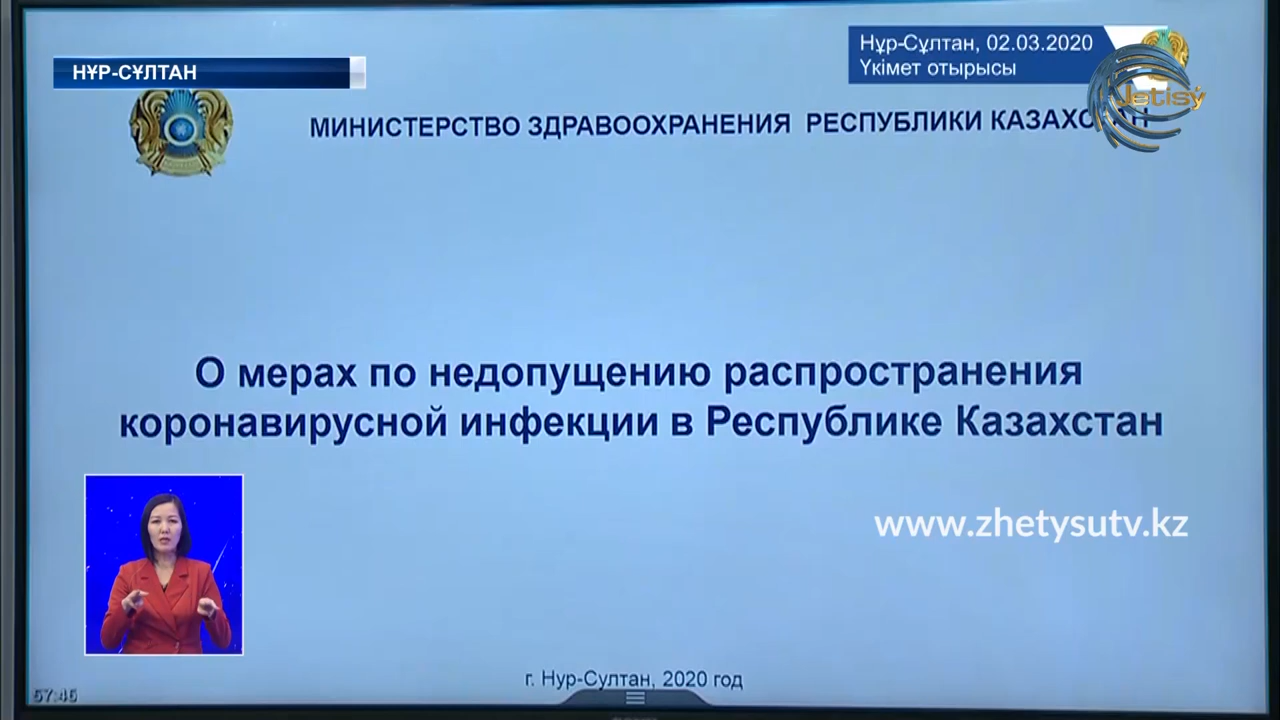 Нұр-Сұлтан, 02.03.2020
Үкімет отырысы
НҰР-СҰЛТАН
Jetisý
МИНИСТЕРСТВО ЗДРАВООХРАНЕНИЯ РЕСПУБЛИКИ
О мерах по недопущению распространения
коронавирусной инфекции в Республике Казахстан
www.zhetysutv.kz
г. Нур-Султан, 2020 год
57:46